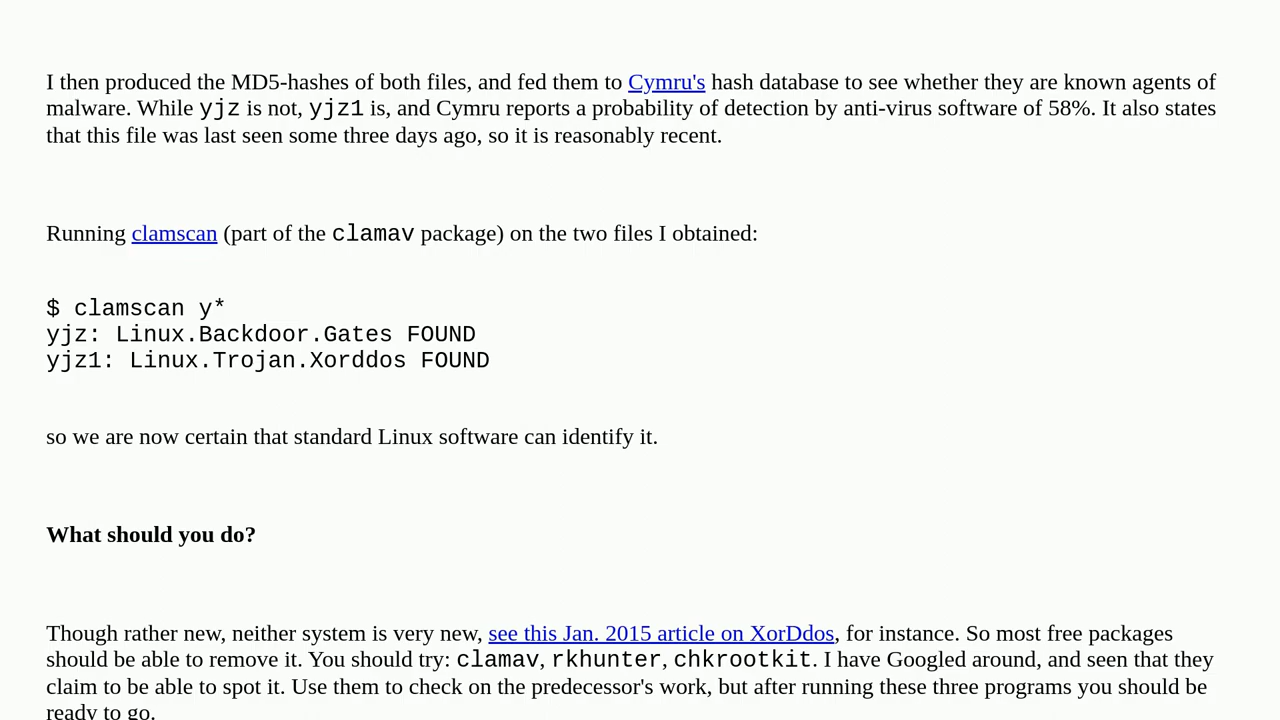 I then produced the MD5-hashes of both files, and fed them to Cymru's hash database to see whether they are known agents of
malware. While yjz is not, yjz1 is, and Cymru reports a probability of detection by anti-virus software of 58%. It also states
that this file was last seen some three days ago, so it is reasonably recent.
Running clamscan (part of the clamav package) on the two files I obtained:
$ clamscan y*
yjz: Linux.Backdoor.Gates FOUND
yjz1: Linux.Trojan.Xorddos FOUND
so we are now certain that standard Linux software can identify it.
What should you do?
Though rather new, neither system is very new, see this Jan. 2015 article on XorDdos, for instance. So most free packages
should be able to remove it. You should try: clamav, rkhunter, chkrootkit. I have Googled around, and seen that they
claim to be able to spot it. Use them to check on the predecessor's work, but after running these three programs you should be
ready to go.